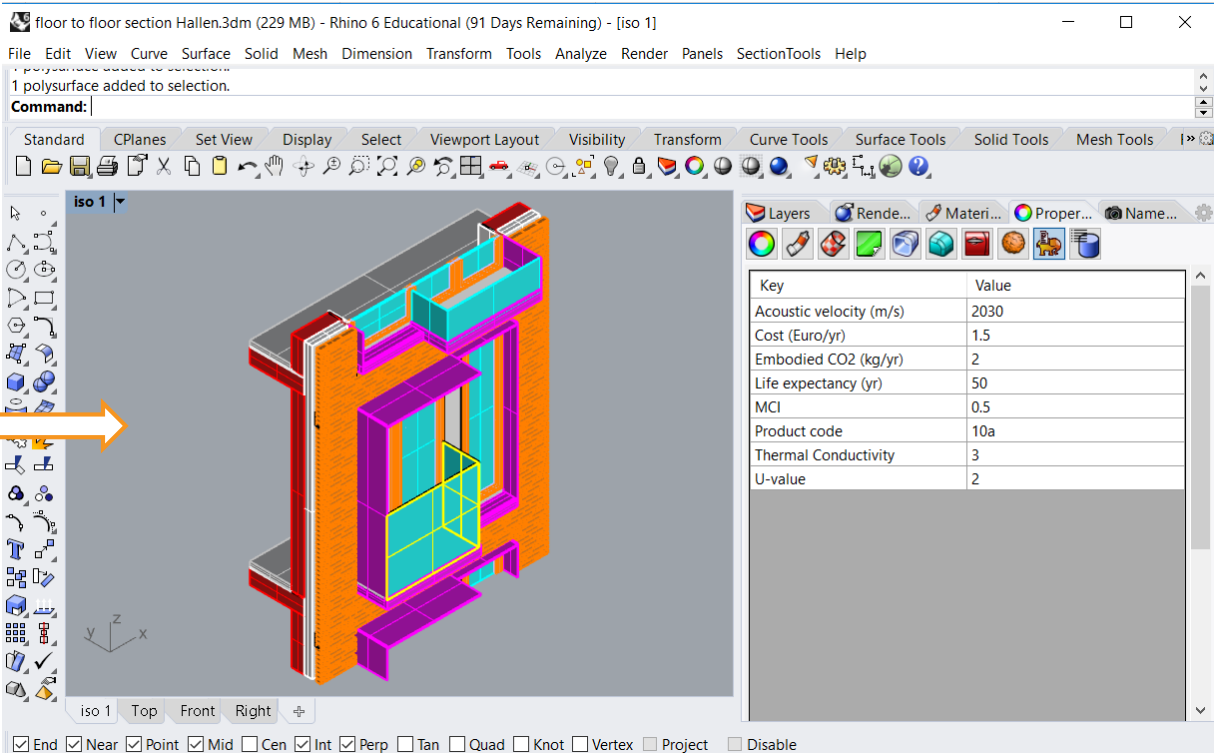 floor to floor section Hallen.3dm (229 MB) - Rhino 6 Educational (91 Days Remaining) - [iso 1]
File Edit View Curve Surface Solid Mesh Dimension Transform Tools Analyze Render Panels SectionTools Help
1 polysurface added to selection.
1 polysurface added to selection.
Command:
Standard CPlanes Set View Display Select Viewport Layout Visibility Transform Curve Tools Surface Tools Solid Tools Mesh Tools
iso 1
Layers Rende... Materi... Proper... Name...
Key Value
Acoustic velocity (m/s) 2030
Cost (Euro/yr) 1.5
Embodied CO2 (kg/yr) 2
Life expectancy (yr) 50
MCI 0.5
Product code 10a
Thermal Conductivity 3
U-value 2
z
y x
iso 1 Top Front Right
End Near Point Mid Cen Int Perp Tan Quad Knot Vertex Project Disable